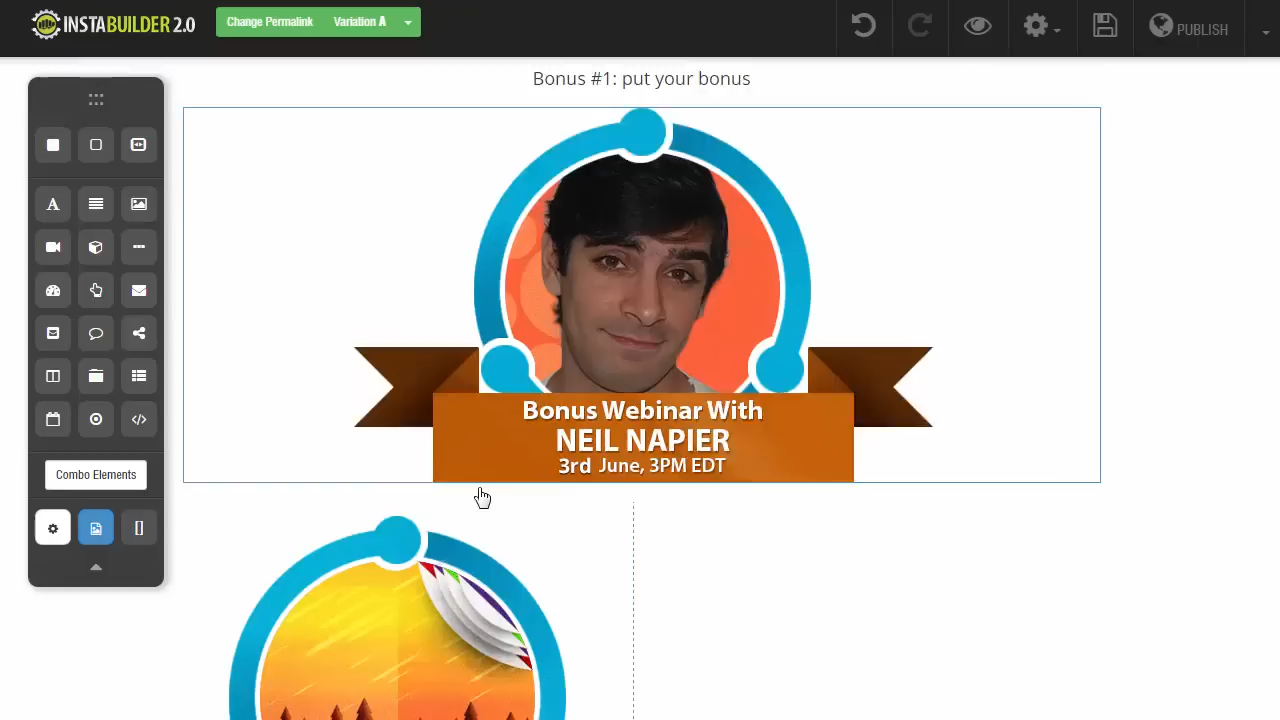 INSTABUILDER 2.0
Change Permalink Variation A
PUBLISH
Bonus #1: put your bonus
Bonus Webinar With
NEIL NAPIER
3rd June, 3PM EDT
A
</>
Combo Elements
[]